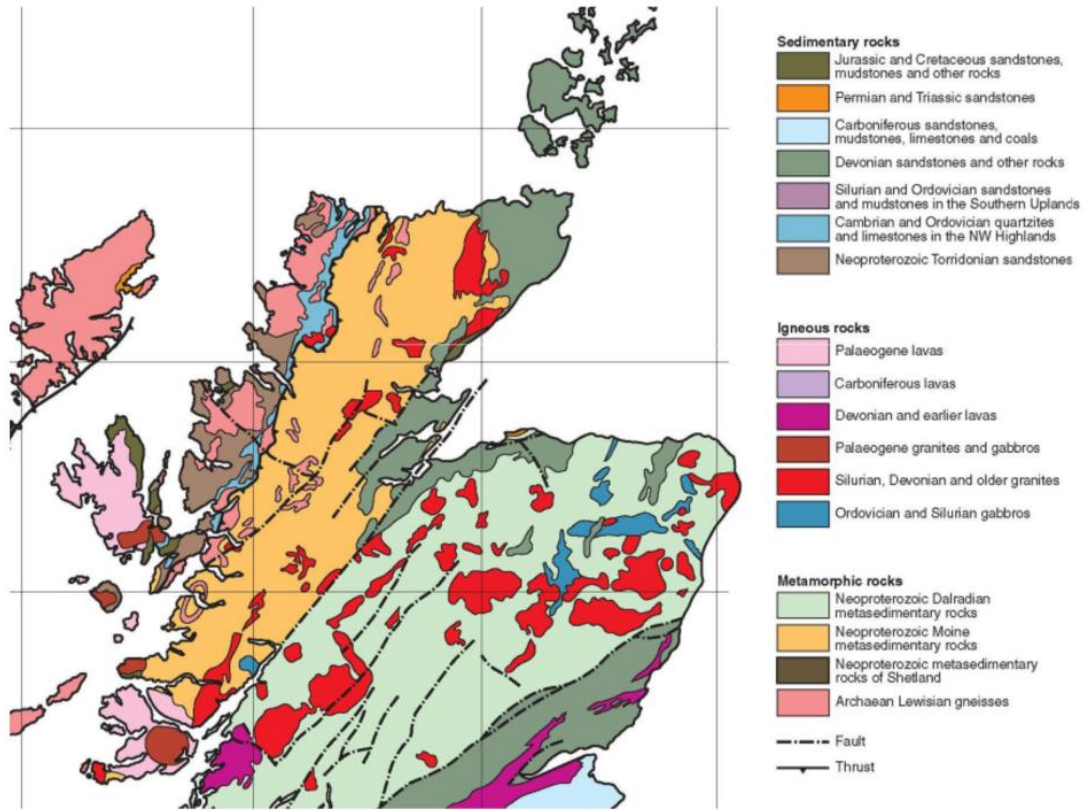 Sedimentary rocks
Jurassic and Cretaceous sandstones,
mudstones and other rocks
Permian and Triassic sandstones
Carboniferous sandstones,
mudstones, limestones and coals
Devonian sandstones and other rocks
Silurian and Ordovician sandstones
and mudstones in the Southern Uplands
Cambrian and Ordovician quartzites
and limestones in the NW Highlands
Neoproterozoic Torridonian sandstones
Igneous rocks
Palaeogene lavas
Carboniferous lavas
Devonian and earlier lavas
Palaeogene granites and gabbros
Silurian, Devonian and older granites
Ordovician and Silurian gabbros
Metamorphic rocks
Neoproterozoic Dalradian
metasedimentary rocks
Neoproterozoic Moine
metasedimentary rocks
Neoproterozoic metasedimentary
rocks of Shetland
Archaean Lewisian gneisses
Fault
Thrust